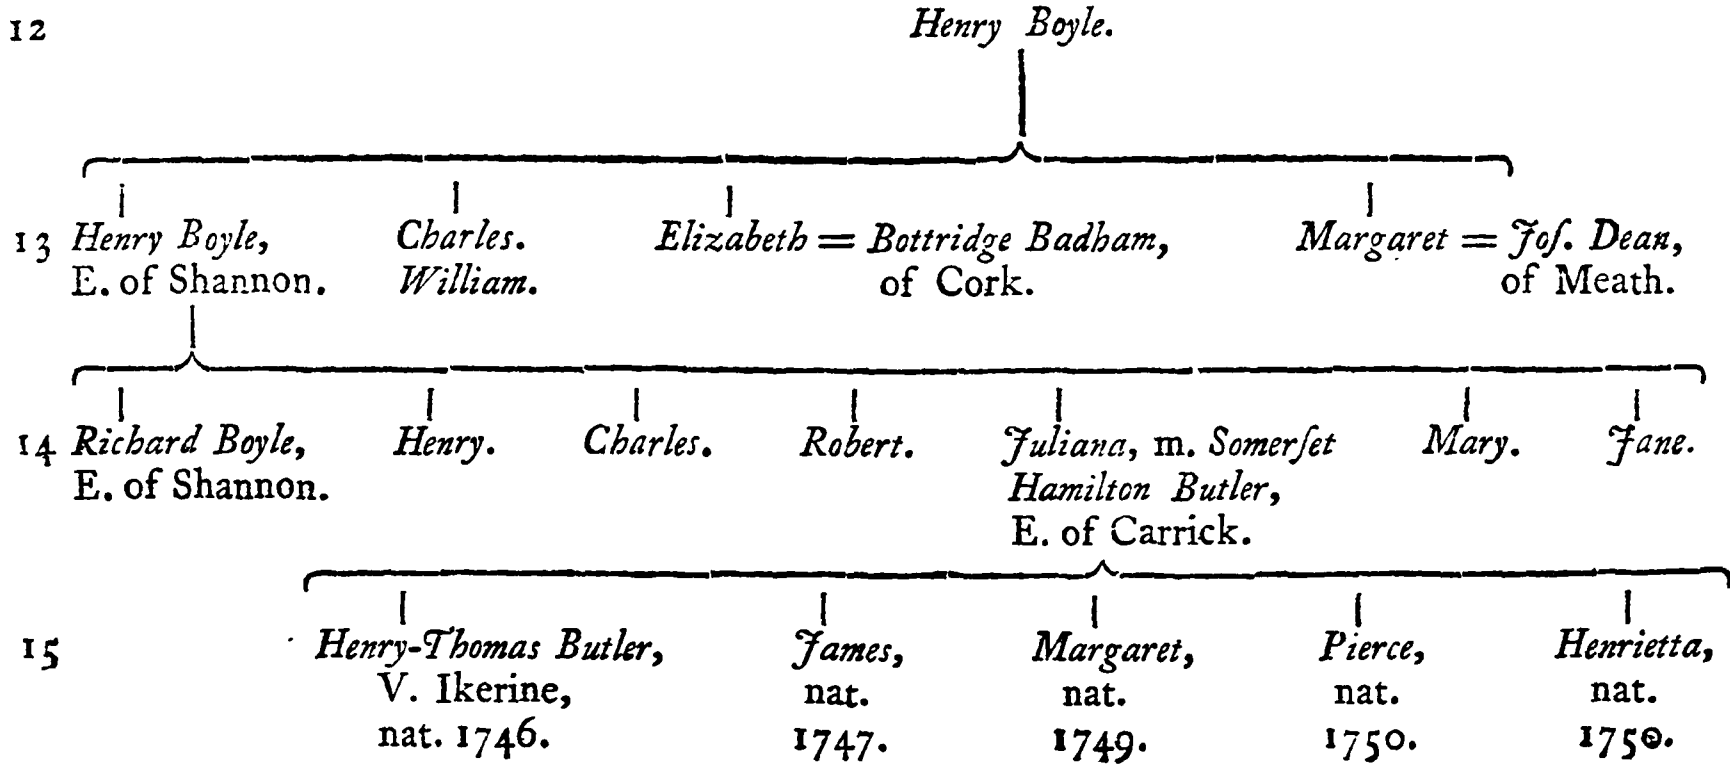 12 Henry Boyle.
13 Henry Boyle, Charles. Elizabeth = Bottridge Badham, Margaret = Joſ. Dean,
E. of Shannon. William. of Cork. of Meath.
14 Richard Boyle, Henry. Charles. Robert. Juliana, m. Somerſet Mary. Jane.
E. of Shannon. Hamilton Butler,
E. of Carrick.
15 Henry-Thomas Butler, James, Margaret, Pierce, Henrietta,
V. Ikerine, nat. nat. nat. nat.
nat. 1746. 1747. 1749. 1750. 1750.